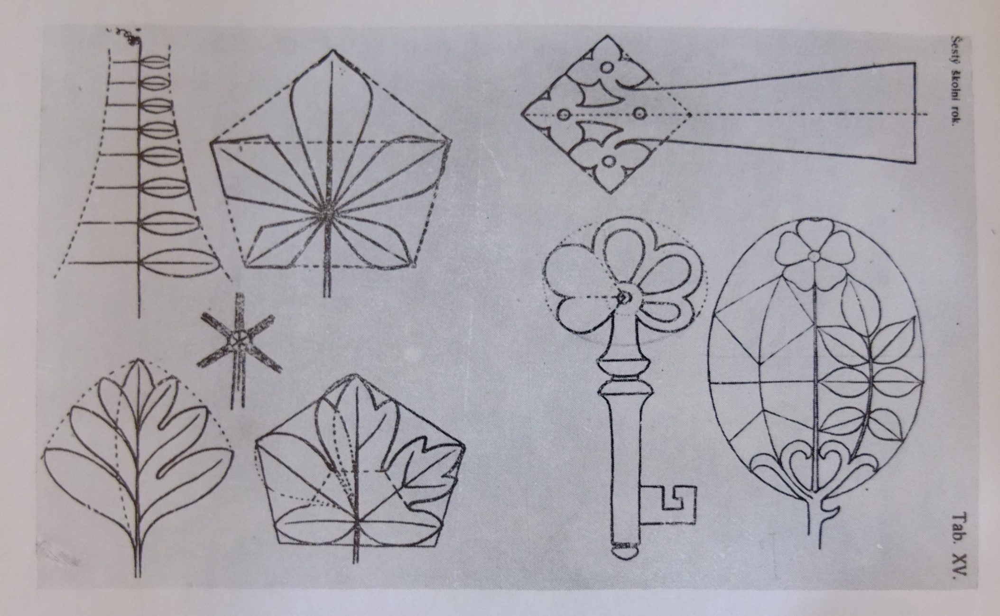 Šestý školní rok.
Tab. XV.